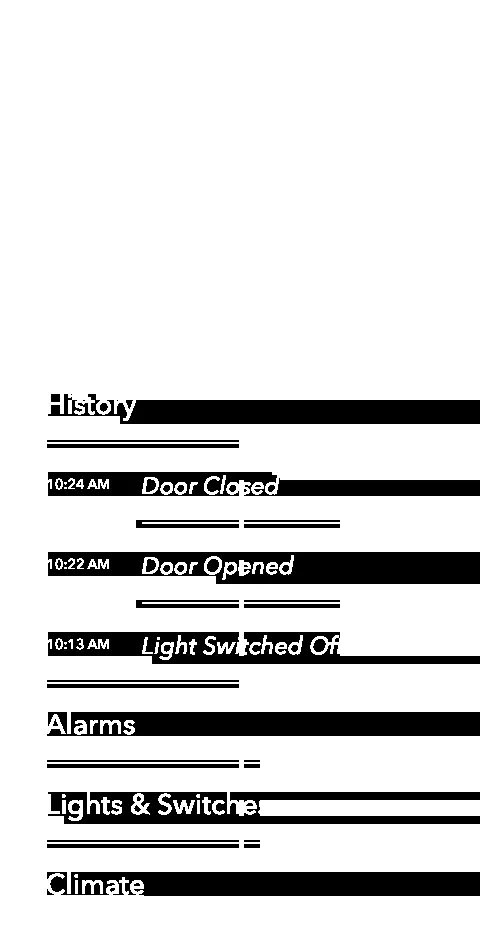 History
10:24 AM Door Closed
10:22 AM Door Opened
10:13 AM Light Switched Off
Alarms
Lights & Switches
Climate